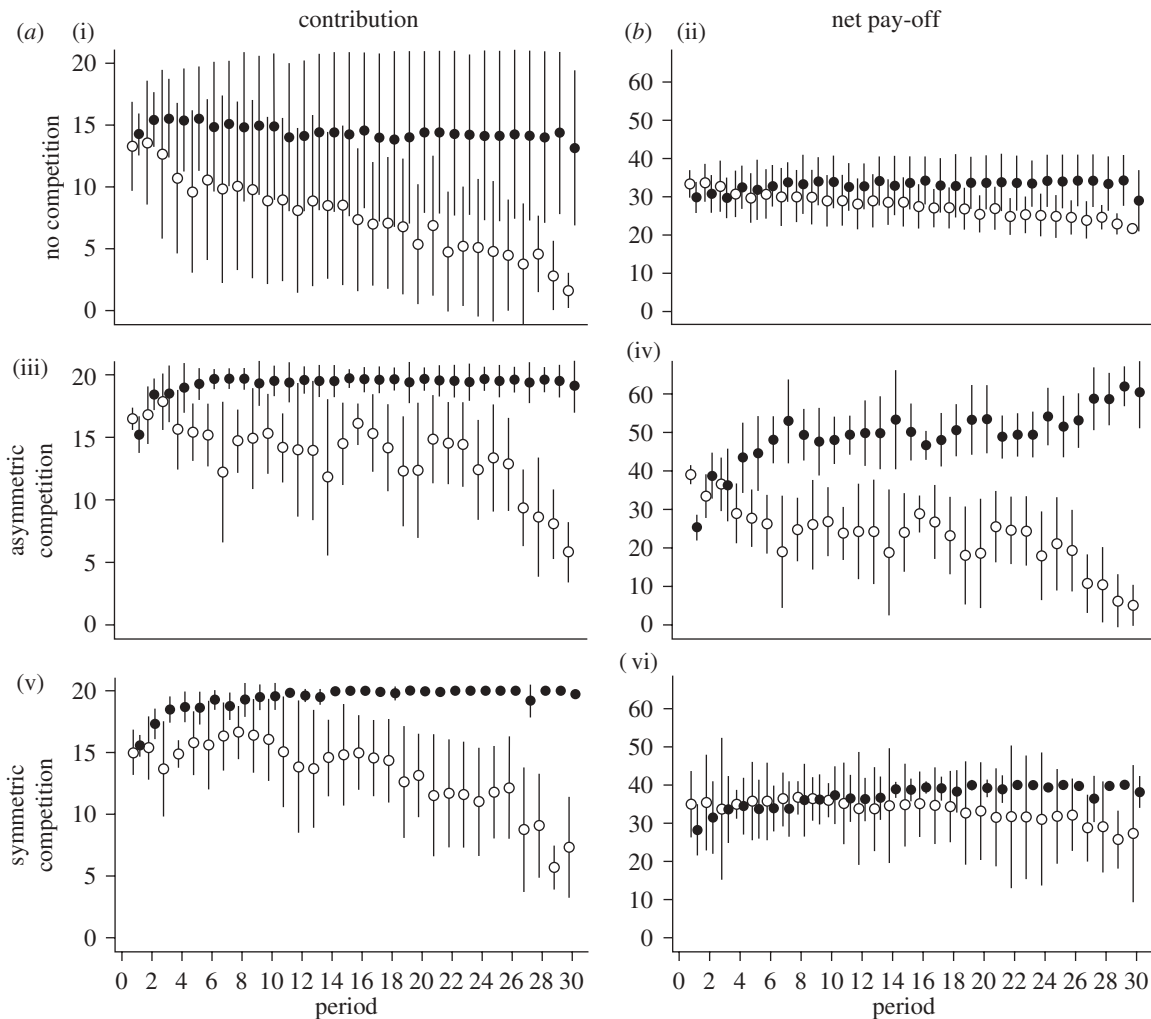 contribution
net pay-off
(a) (i)
(b) (ii)
no competition
20
15
10
5
0
60
50
40
30
20
10
0
(iii)
(iv)
asymmetric
competition
20
15
10
5
0
60
50
40
30
20
10
0
(v)
( vi)
symmetric
competition
20
15
10
5
0
60
50
40
30
20
10
0
0 2 4 6 8 10 12 14 16 18 20 22 24 26 28 30
period
0 2 4 6 8 10 12 14 16 18 20 22 24 26 28 30
period